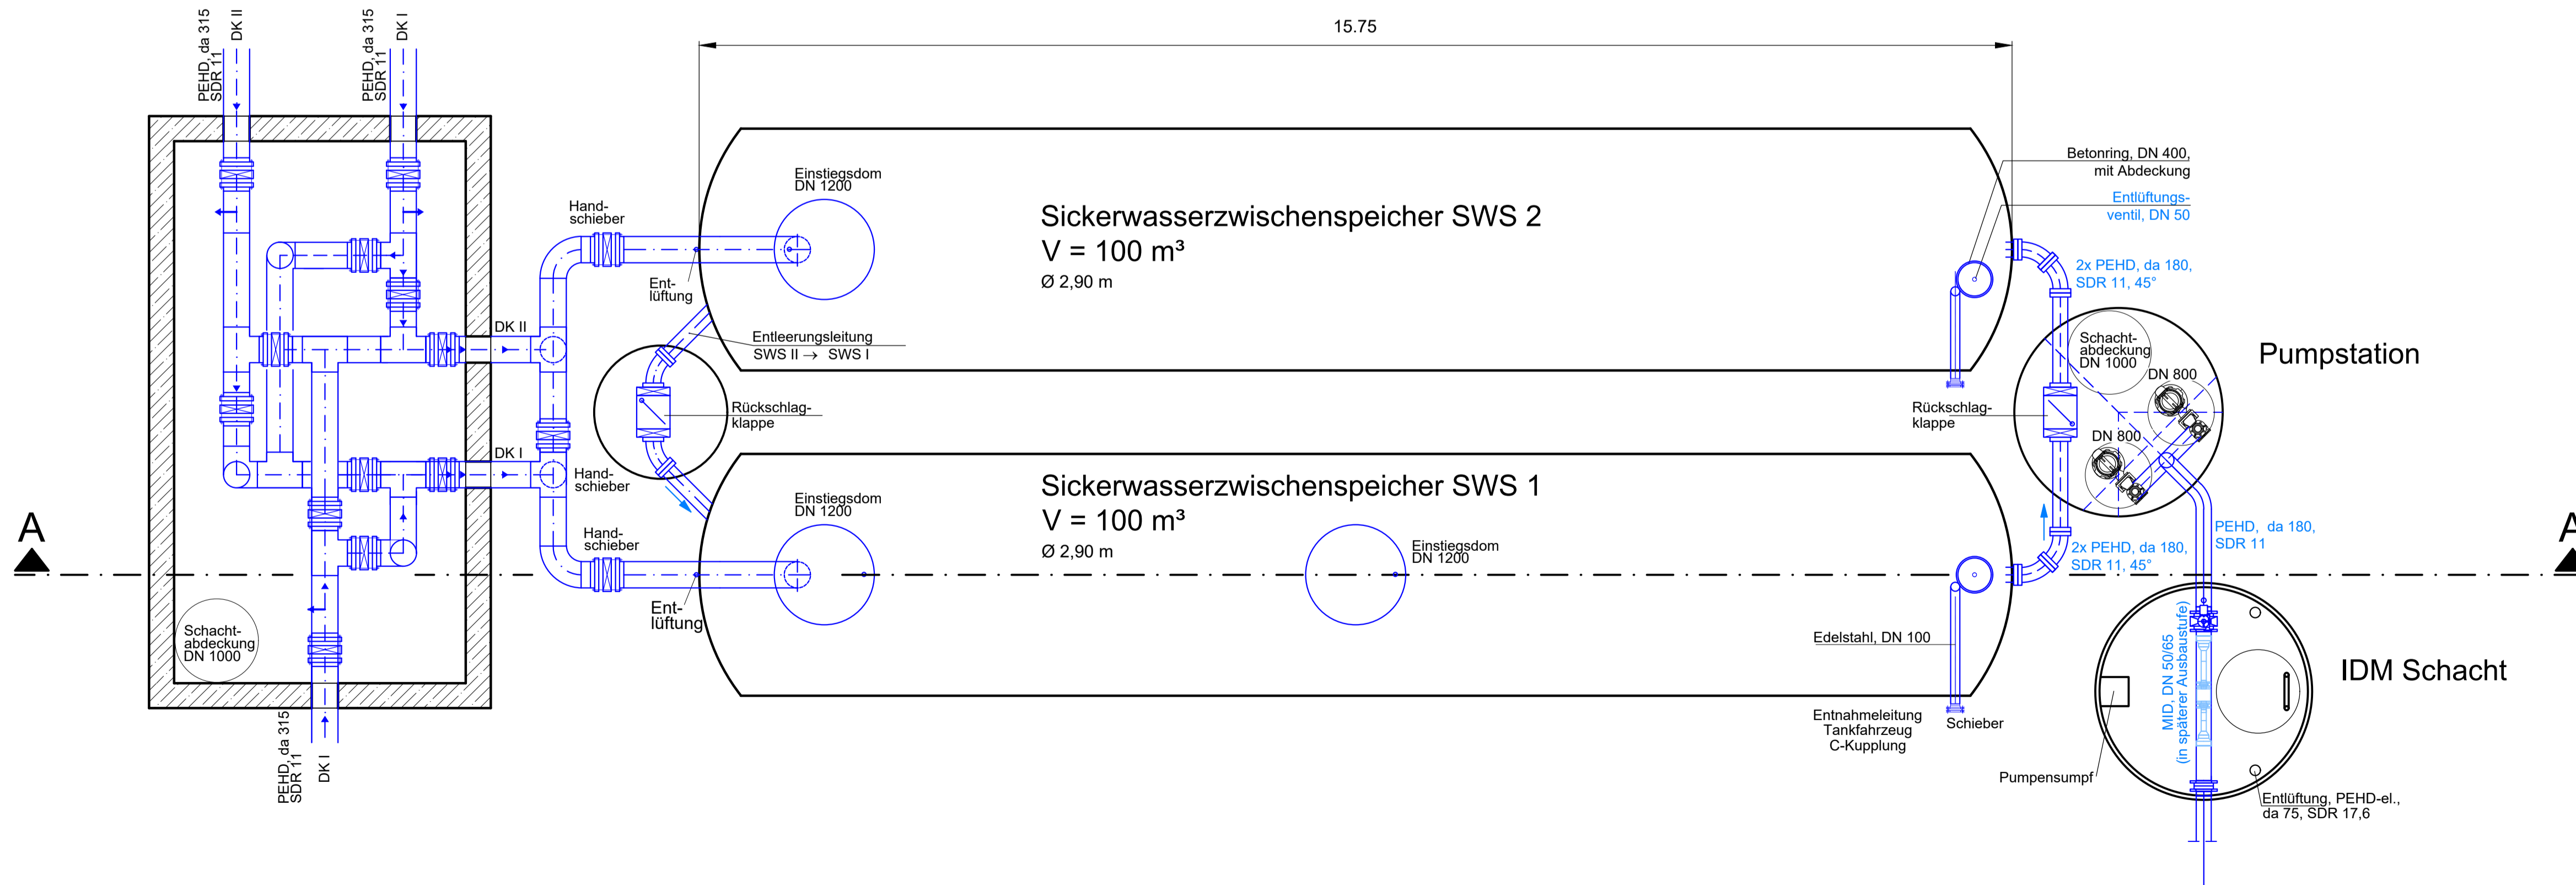 PEHD, da 315
SDR 11
DK II
PEHD, da 315
SDR 11
DK I
15.75
Hand-
schieber
Einstiegsdom
DN 1200
Sickerwasserzwischenspeicher SWS 2
V = 100 m³
Ø 2,90 m
Betonring, DN 400,
mit Abdeckung
Entlüftungs-
ventil, DN 50
2x PEHD, da 180,
SDR 11, 45°
Ent-
lüftung
DK II
Entleerungsleitung
SWS II → SWS I
Rückschlag-
klappe
Schacht-
abdeckung
DN 1000
DN 800
DN 800
Pumpstation
Rückschlag-
klappe
DK I
Hand-
schieber
Einstiegsdom
DN 1200
Sickerwasserzwischenspeicher SWS 1
V = 100 m³
Ø 2,90 m
Hand-
schieber
Einstiegsdom
DN 1200
2x PEHD, da 180,
SDR 11, 45°
PEHD, da 180,
SDR 11
A
A
Ent-
lüftung
Schacht-
abdeckung
DN 1000
Edelstahl, DN 100
MID, DN 50/65
(in späterer Ausbaustufe)
IDM Schacht
Entnahmeleitung
Tankfahrzeug
C-Kupplung
Schieber
Pumpensumpf
Entlüftung, PEHD-el.,
da 75, SDR 17,6
PEHD, da 315
SDR 11
DK I